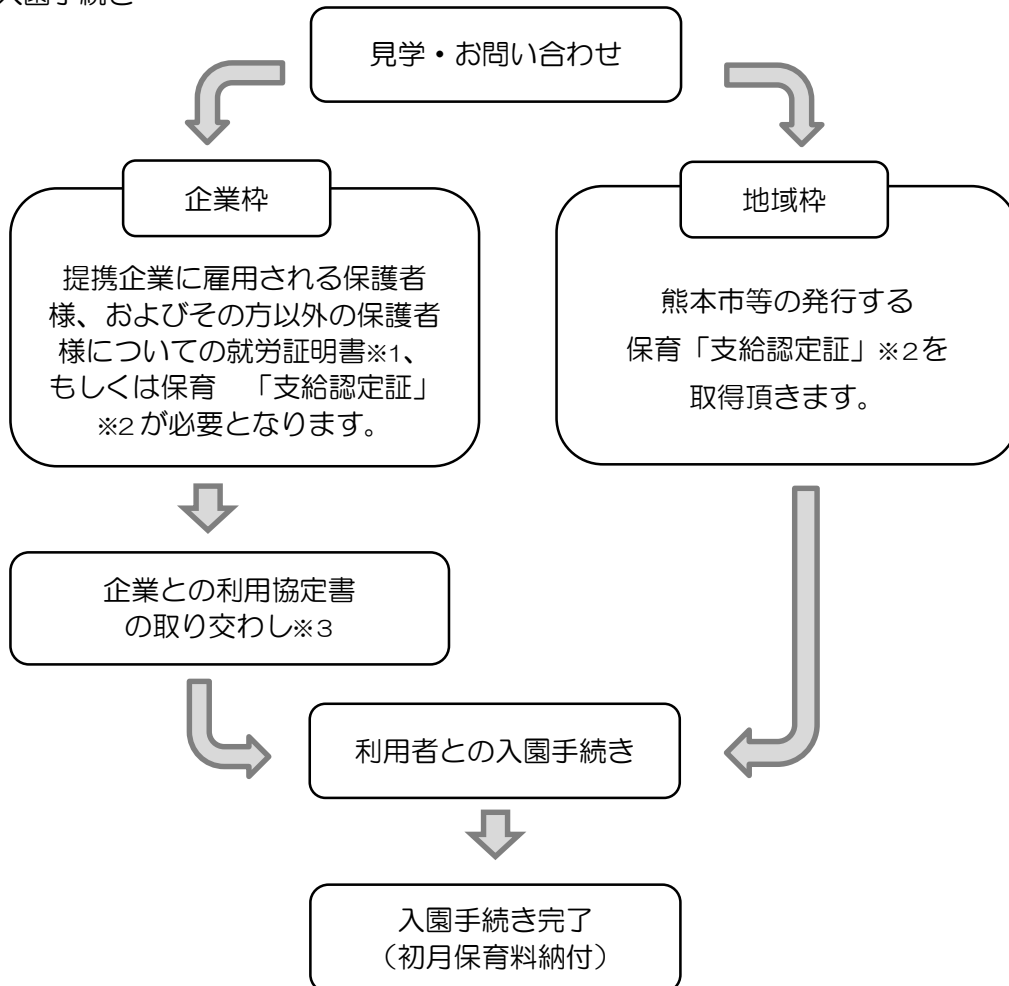 入園手続き
見学・お問い合わせ
企業枠
提携企業に雇用される保護者
様、およびその方以外の保護者
様についての就労証明書※1、
もしくは保育　「支給認定証」
※2が必要となります。
地域枠
熊本市等の発行する
保育「支給認定証」※2を
取得頂きます。
企業との利用協定書
の取り交わし※3
利用者との入園手続き
入園手続き完了
（初月保育料納付）